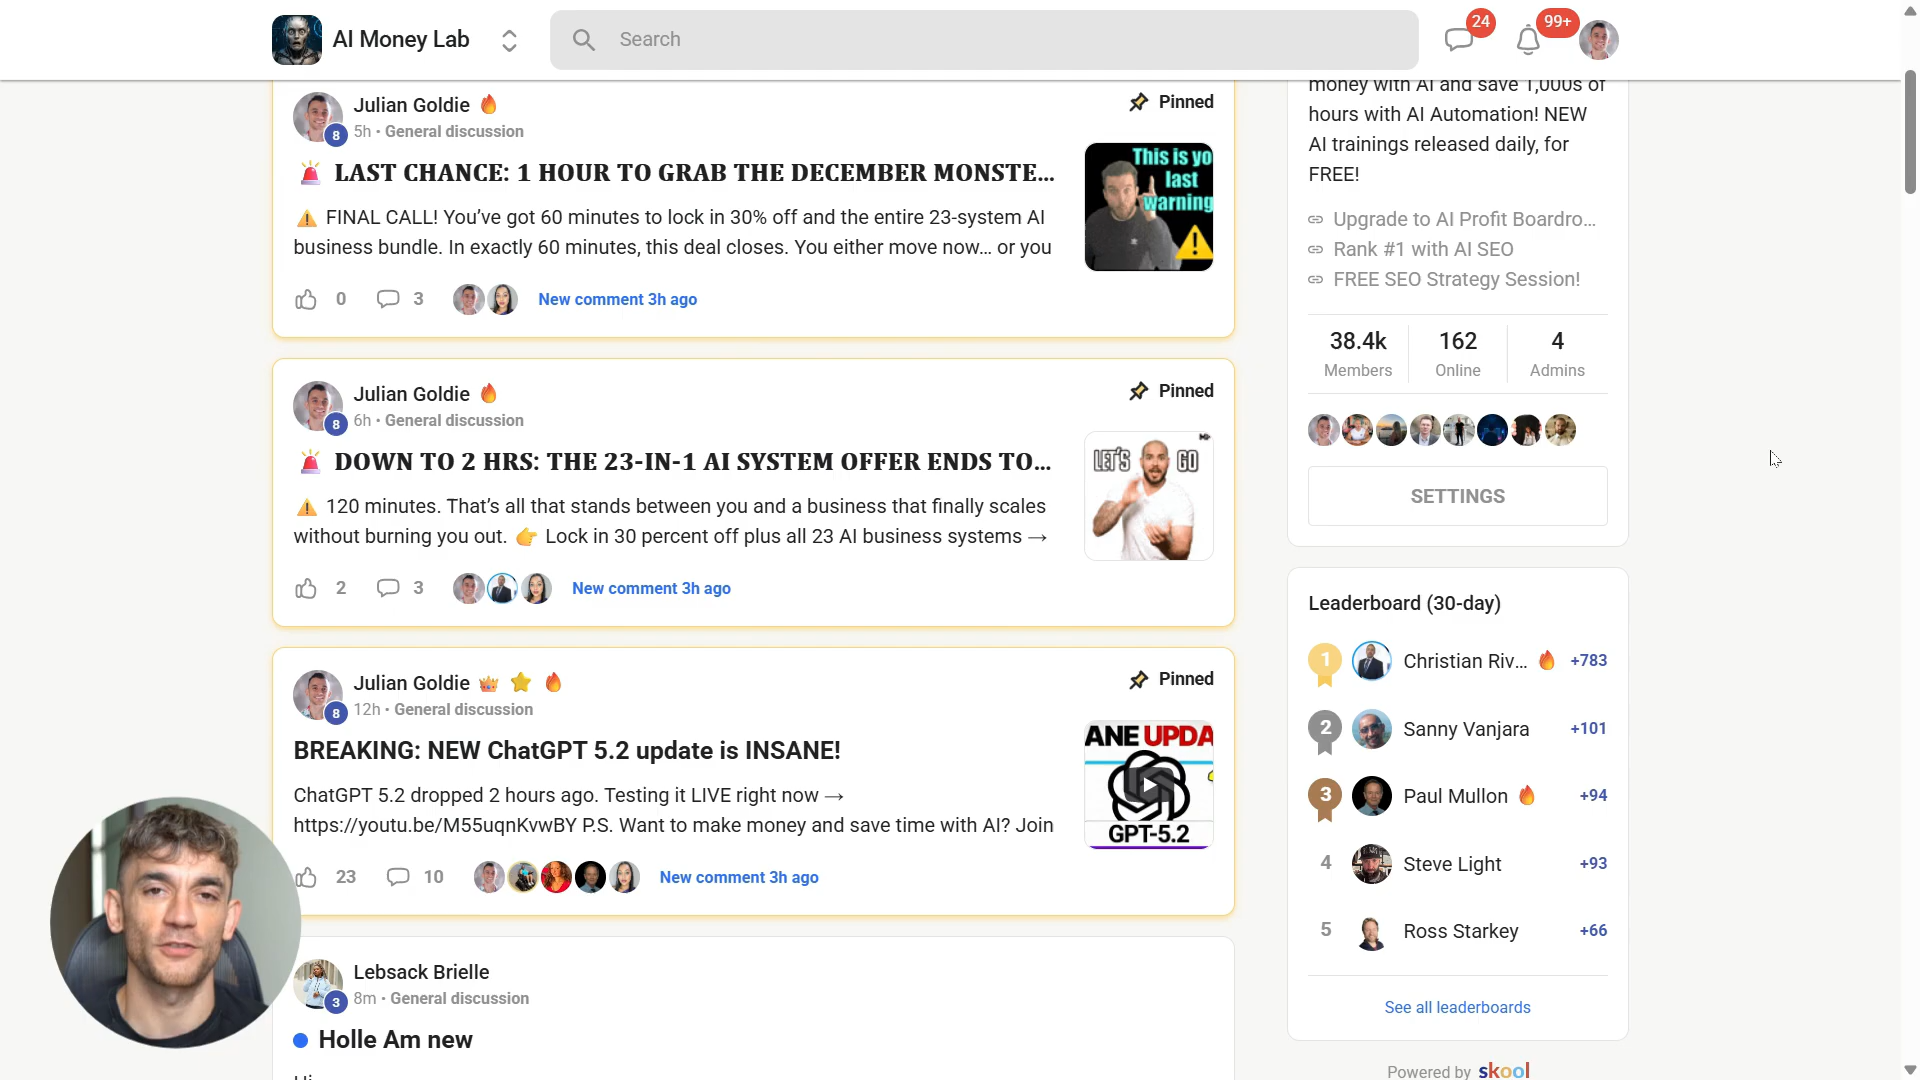 AI Money Lab
Search
24
99+
Julian Goldie
8
5h • General discussion
Pinned
LAST CHANCE: 1 HOUR TO GRAB THE DECEMBER MONSTE...
FINAL CALL! You've got 60 minutes to lock in 30% off and the entire 23-system AI
business bundle. In exactly 60 minutes, this deal closes. You either move now... or you
This is yo
last
warning
0
3
New comment 3h ago
Julian Goldie
8
6h • General discussion
Pinned
DOWN TO 2 HRS: THE 23-IN-1 AI SYSTEM OFFER ENDS TO...
120 minutes. That's all that stands between you and a business that finally scales
without burning you out. 👉 Lock in 30 percent off plus all 23 AI business systems →
LET'S GO
2
3
New comment 3h ago
Julian Goldie
8
12h • General discussion
Pinned
BREAKING: NEW ChatGPT 5.2 update is INSANE!
ChatGPT 5.2 dropped 2 hours ago. Testing it LIVE right now →
https://youtu.be/M55uqnKvwBY P.S. Want to make money and save time with AI? Join
ANE UPDA
GPT-5.2
23
10
New comment 3h ago
Lebsack Brielle
3
8m • General discussion
Holle Am new
Hi
money with AI and save 1,000s of
hours with AI Automation! NEW
AI trainings released daily, for
FREE!
Upgrade to AI Profit Boardro...
Rank #1 with AI SEO
FREE SEO Strategy Session!
38.4k
Members
162
Online
4
Admins
SETTINGS
Leaderboard (30-day)
1 Christian Riv... +783
2 Sanny Vanjara +101
3 Paul Mullon +94
4 Steve Light +93
5 Ross Starkey +66
See all leaderboards
Powered by skool